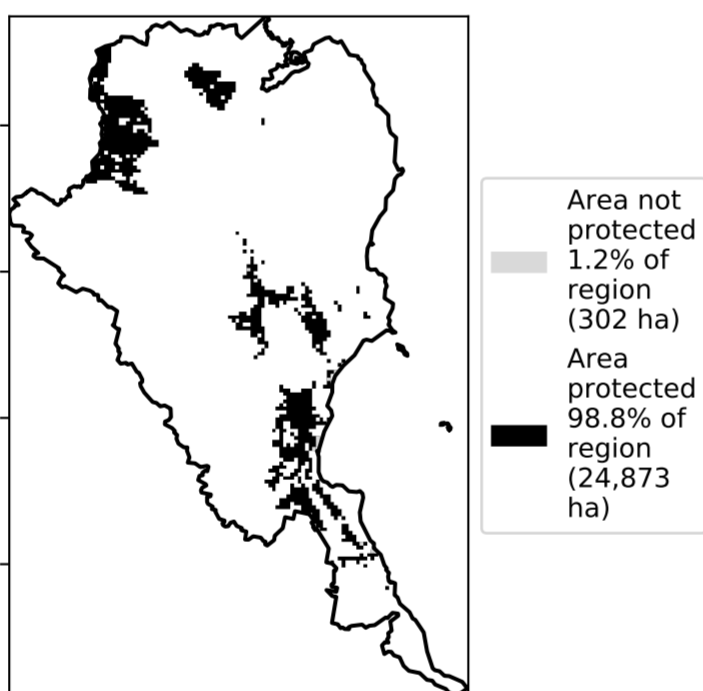 Area not
protected
1.2% of
region
(302 ha)
Area
protected
98.8% of
region
(24,873
ha)